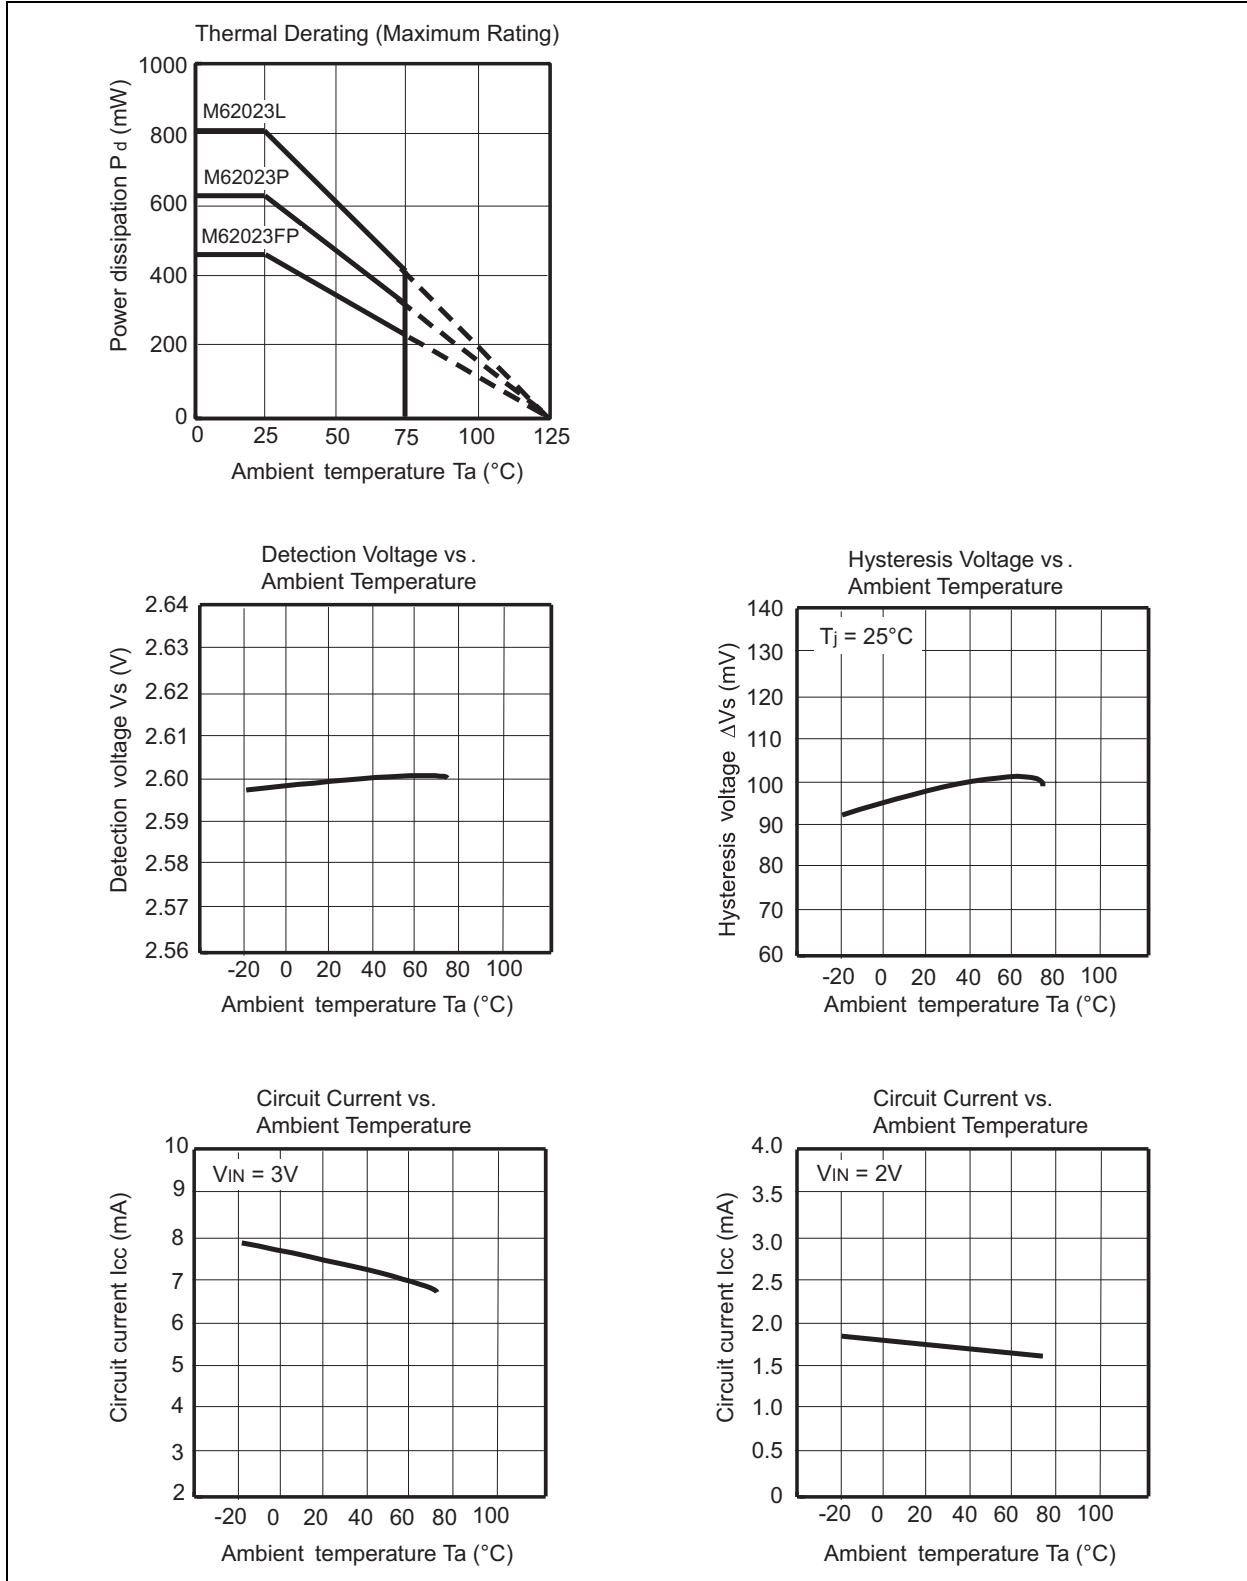 Thermal Derating (Maximum Rating)
1000
800
600
400
200
0
Power dissipation P d (mW)
M62023L
M62023P
M62023FP
0 25 50 75 100 125
Ambient temperature Ta (°C)
Detection Voltage vs.
Ambient Temperature
2.64
2.63
2.62
2.61
2.60
2.59
2.58
2.57
2.56
Detection voltage Vs (V)
-20 0 20 40 60 80 100
Ambient temperature Ta (°C)
Hysteresis Voltage vs.
Ambient Temperature
140
130
120
110
100
90
80
70
60
Hysteresis voltage ΔVs (mV)
Tj = 25°C
-20 0 20 40 60 80 100
Ambient temperature Ta (°C)
Circuit Current vs.
Ambient Temperature
10
9
8
7
6
5
4
3
2
Circuit current Icc (mA)
VIN = 3V
-20 0 20 40 60 80 100
Ambient temperature Ta (°C)
Circuit Current vs.
Ambient Temperature
4.0
3.5
3.0
2.5
2.0
1.5
1.0
0.5
0
Circuit current Icc (mA)
VIN = 2V
-20 0 20 40 60 80 100
Ambient temperature Ta (°C)